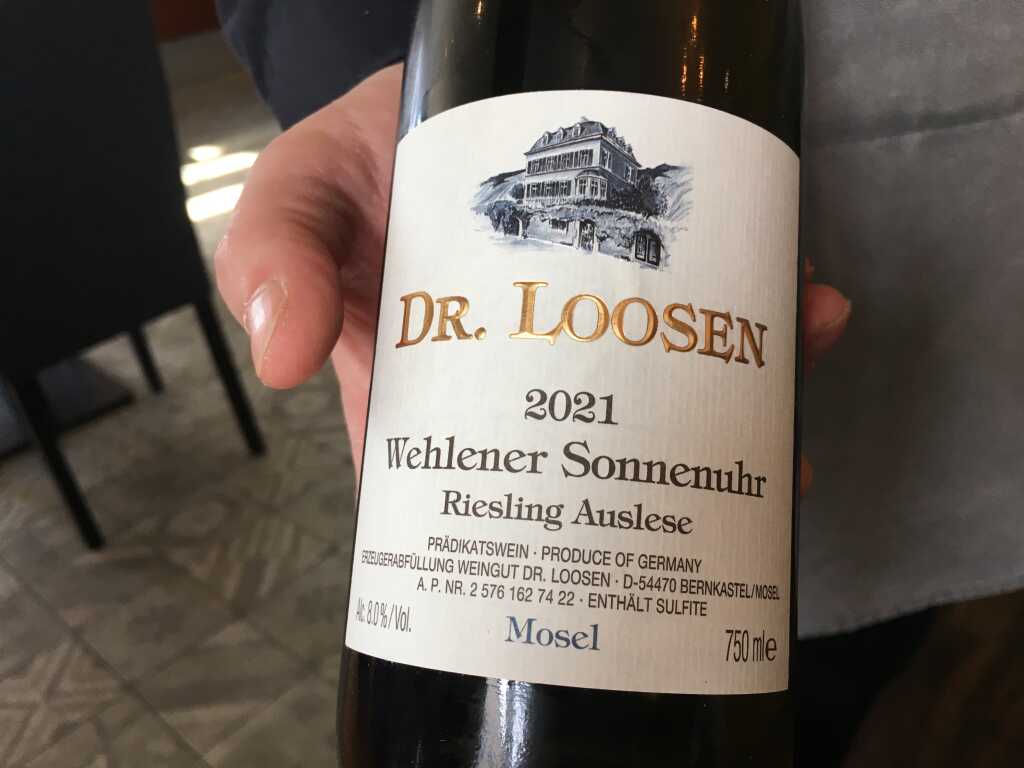 DR. LOOSEN
2021
Wehlener Sonnenuhr
Riesling Auslese
PRÄDIKATSWEIN · PRODUCE OF GERMANY
ERZEUGERABFÜLLUNG WEINGUT DR. LOOSEN · D-54470 BERNKASTEL/MOSEL
A. P. NR. 2 576 162 74 22 · ENTHÄLT SULFITE
Alc. 8.0%/Vol.
Mosel
750 mle